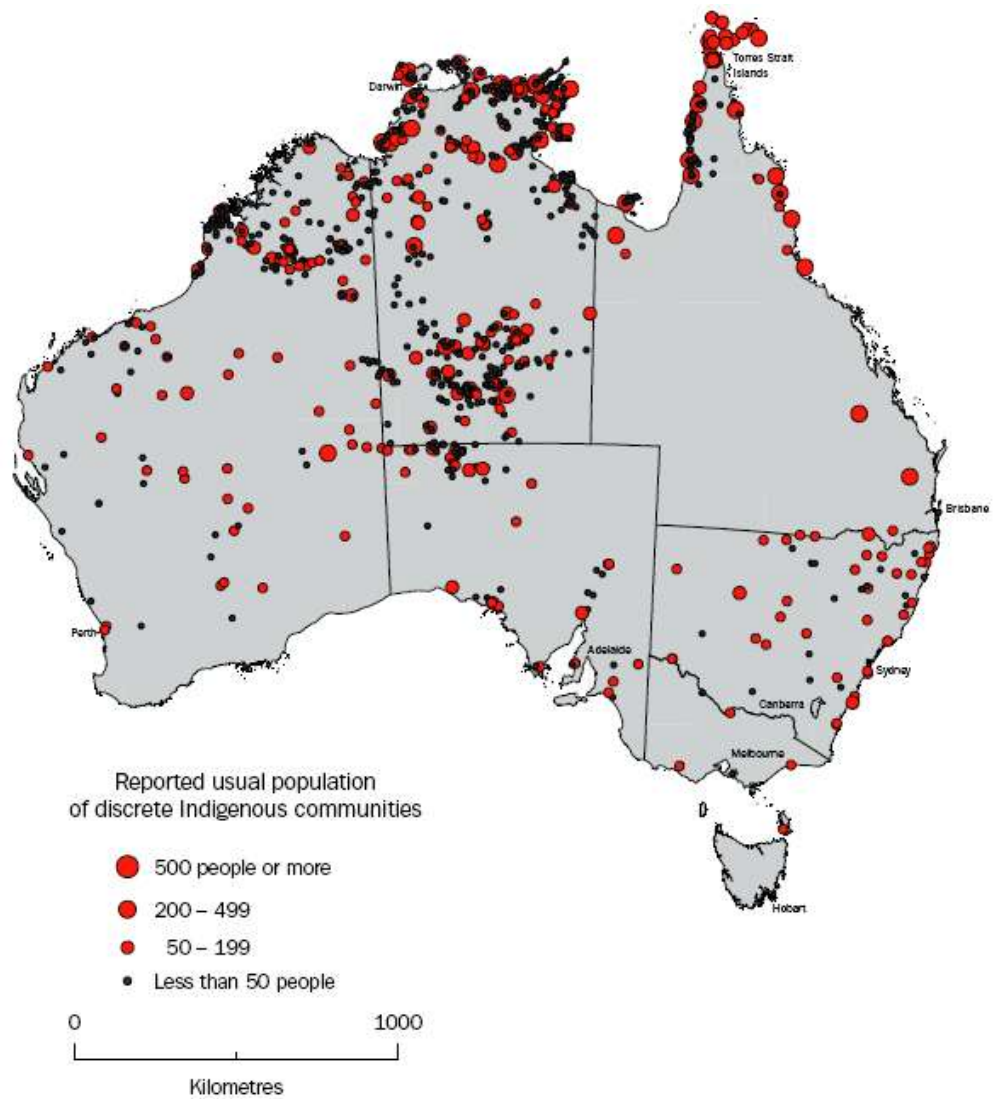 Torres Strait
Islands
Darwin
Brisbane
Perth
Adelaide
Sydney
Canberra
Melbourne
Reported usual population
of discrete Indigenous communities
500 people or more
200 – 499
50 – 199
Less than 50 people
Hobart
0 1000
Kilometres